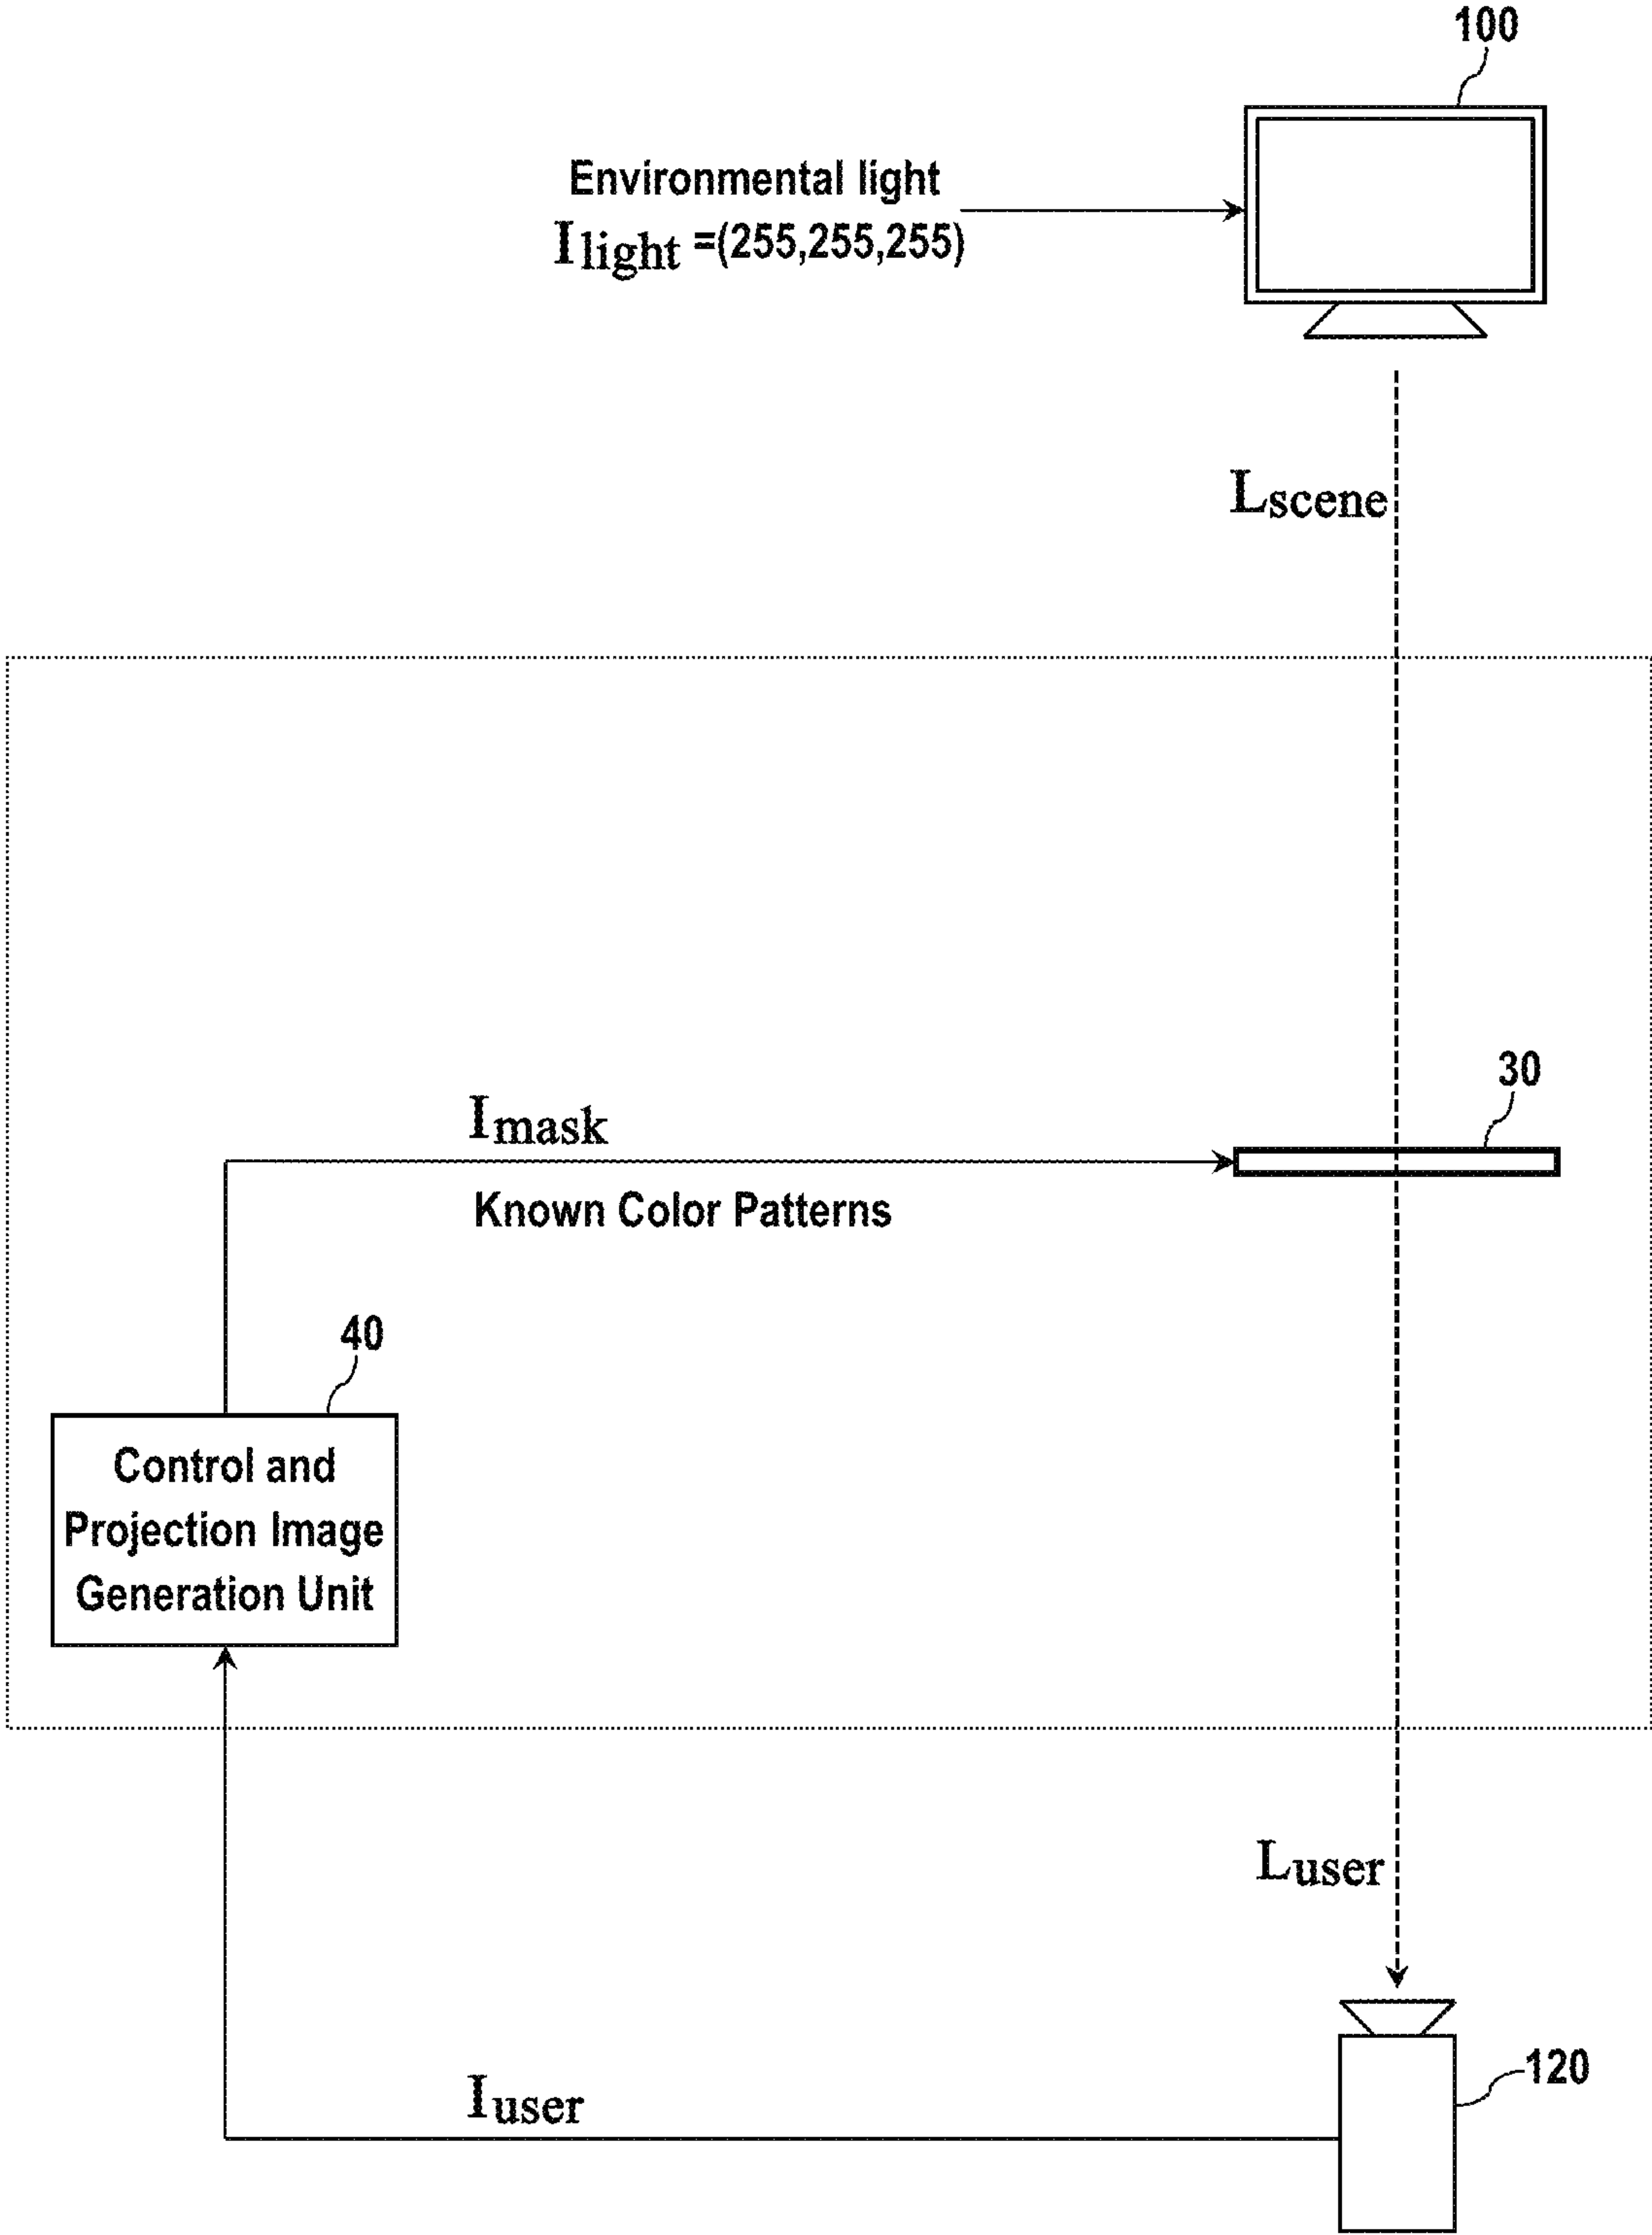 100
Environmental light
Ilight =(255,255,255)
Lscene
30
Imask
Known Color Patterns
40
Control and
Projection Image
Generation Unit
Luser
120
Iuser